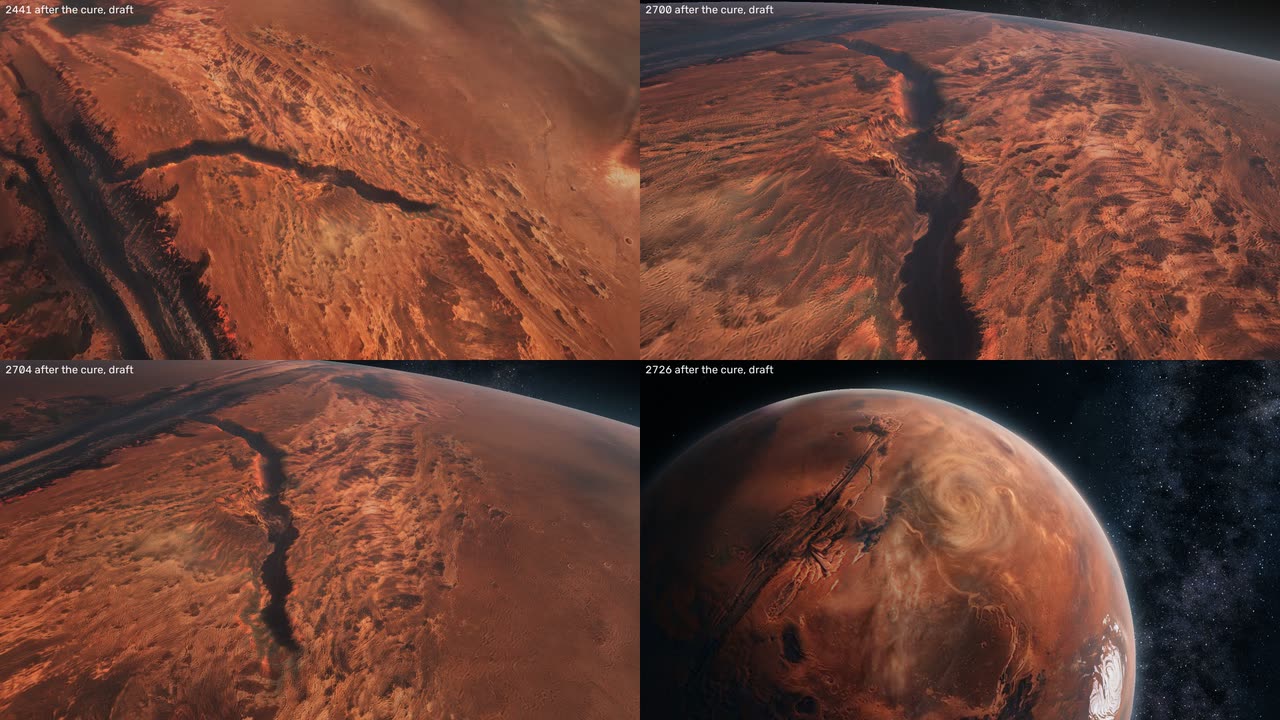 2441 after the cure, draft
2700 after the cure, draft
2704 after the cure, draft
2726 after the cure, draft